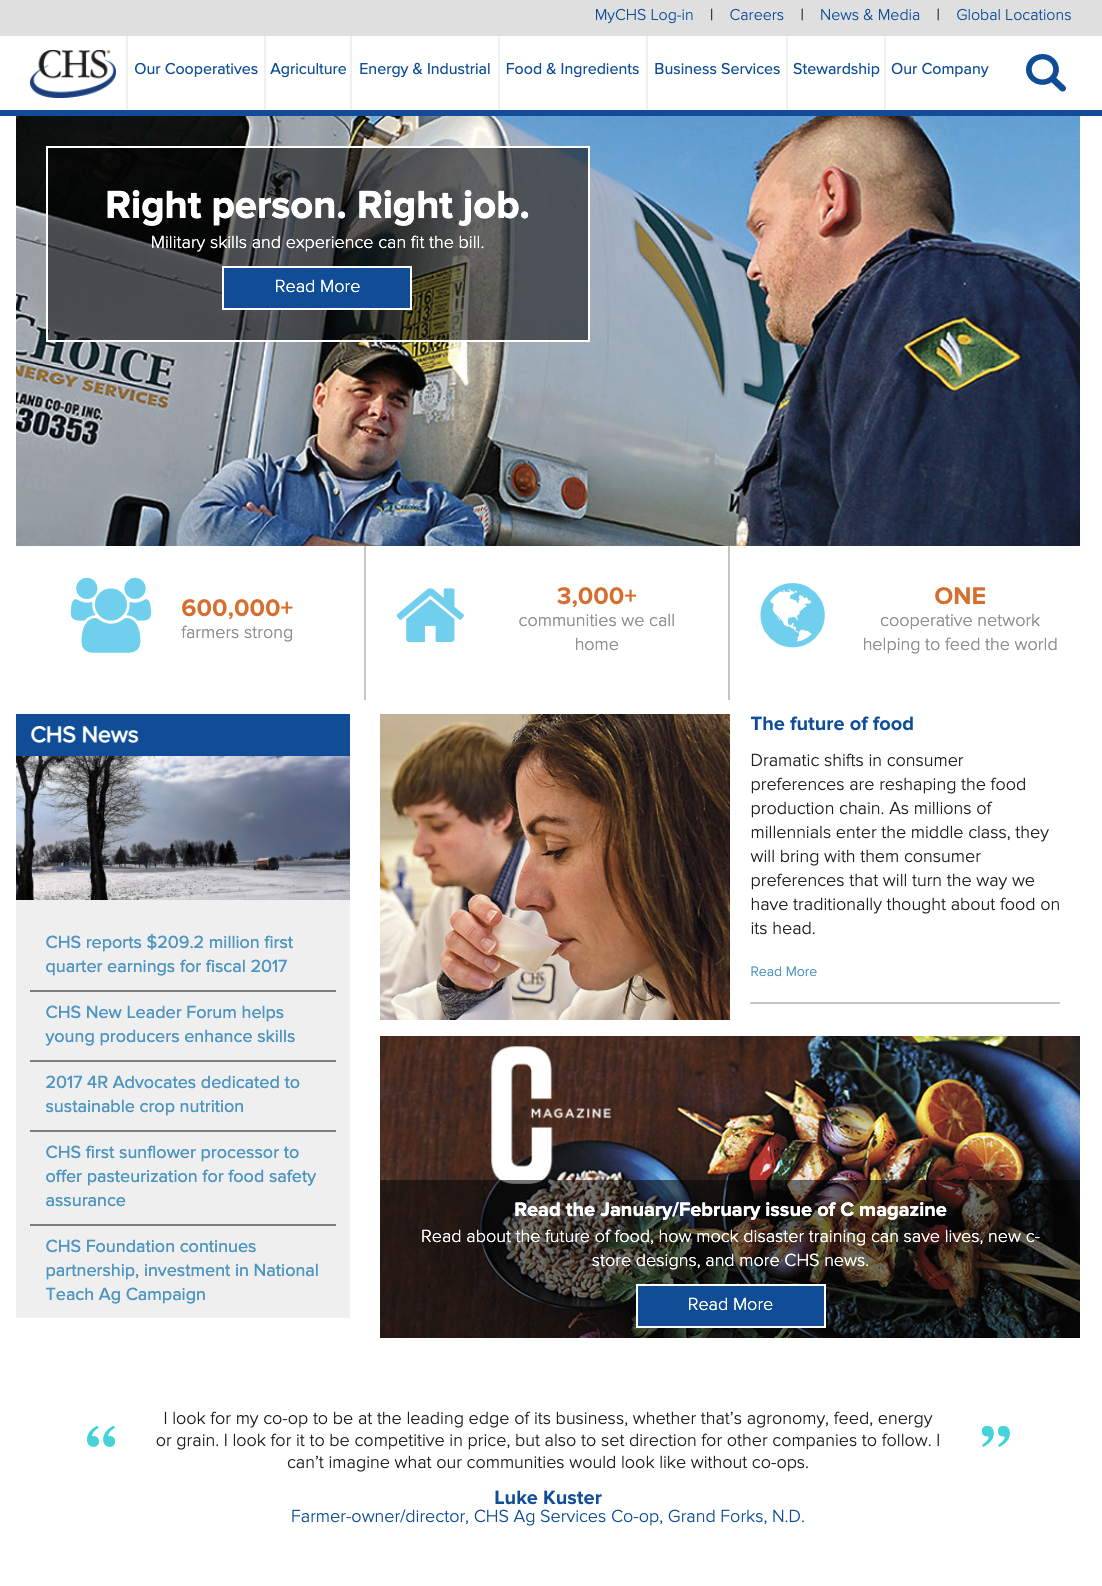 MyCHS Log-in | Careers | News & Media | Global Locations
CHS
Our Cooperatives Agriculture Energy & Industrial Food & Ingredients Business Services Stewardship Our Company
Right person. Right job.
Military skills and experience can fit the bill.
Read More
CHOICE
ENERGY SERVICES
LAND CO-OP, INC.
30353
600,000+
farmers strong
3,000+
communities we call
home
ONE
cooperative network
helping to feed the world
CHS News
CHS reports $209.2 million first
quarter earnings for fiscal 2017
CHS New Leader Forum helps
young producers enhance skills
2017 4R Advocates dedicated to
sustainable crop nutrition
CHS first sunflower processor to
offer pasteurization for food safety
assurance
CHS Foundation continues
partnership, investment in National
Teach Ag Campaign
CHS
The future of food
Dramatic shifts in consumer
preferences are reshaping the food
production chain. As millions of
millennials enter the middle class, they
will bring with them consumer
preferences that will turn the way we
have traditionally thought about food on
its head.
Read More
C MAGAZINE
Read the January/February issue of C magazine
Read about the future of food, how mock disaster training can save lives, new c-
store designs, and more CHS news.
Read More
“ I look for my co-op to be at the leading edge of its business, whether that’s agronomy, feed, energy ”
or grain. I look for it to be competitive in price, but also to set direction for other companies to follow. I
can’t imagine what our communities would look like without co-ops.
Luke Kuster
Farmer-owner/director, CHS Ag Services Co-op, Grand Forks, N.D.